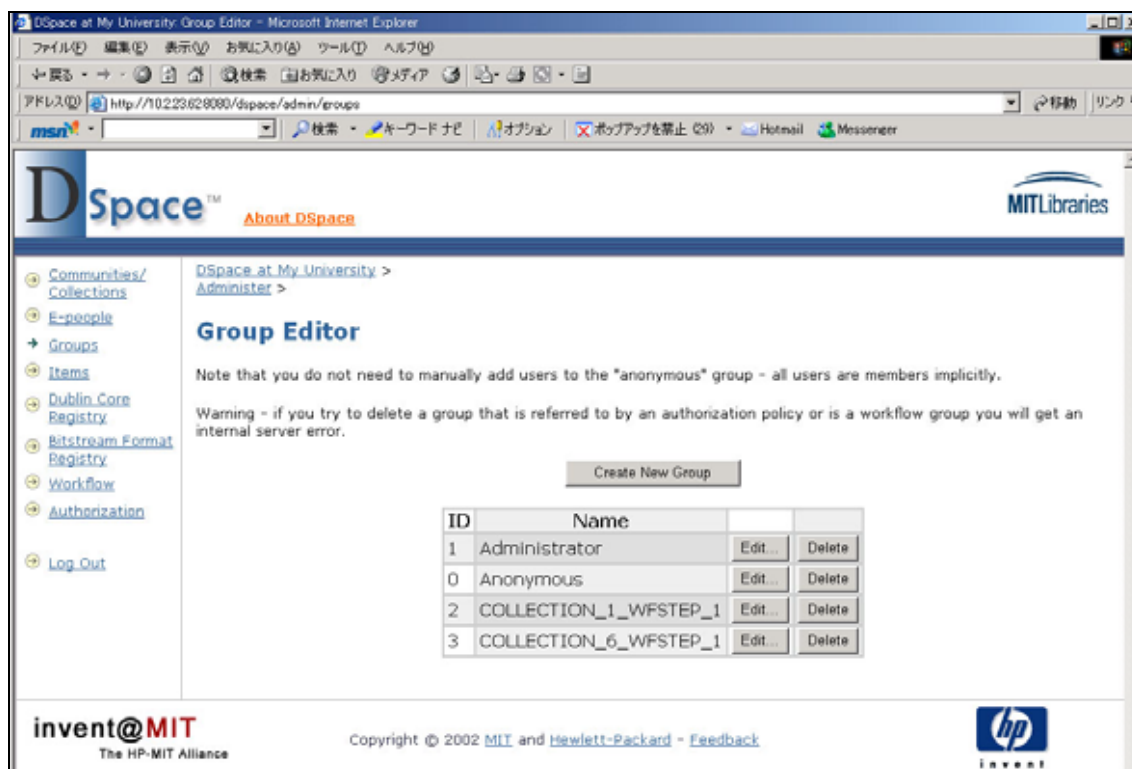 DSpace at My University: Group Editor - Microsoft Internet Explorer
ファイル(F) 編集(E) 表示(V) お気に入り(A) ツール(T) ヘルプ(H)
戻る 検索 お気に入り メディア
アドレス(D) http://10.2.23.62:8080/dspace/admin/groups 移動 リンク
msn 検索 キーワード ナビ オプション ポップアップを禁止 (29) Hotmail Messenger
DSpace™ About DSpace
MITLibraries
Communities/
Collections
E-people
Groups
Items
Dublin Core
Registry
Bitstream Format
Registry
Workflow
Authorization
Log Out
DSpace at My University >
Administer >
Group Editor
Note that you do not need to manually add users to the "anonymous" group - all users are members implicitly.
Warning - if you try to delete a group that is referred to by an authorization policy or is a workflow group you will get an
internal server error.
Create New Group
ID Name
1 Administrator Edit... Delete
0 Anonymous Edit... Delete
2 COLLECTION_1_WFSTEP_1 Edit... Delete
3 COLLECTION_6_WFSTEP_1 Edit... Delete
invent@MIT
The HP-MIT Alliance
Copyright © 2002 MIT and Hewlett-Packard - Feedback
hp
invent